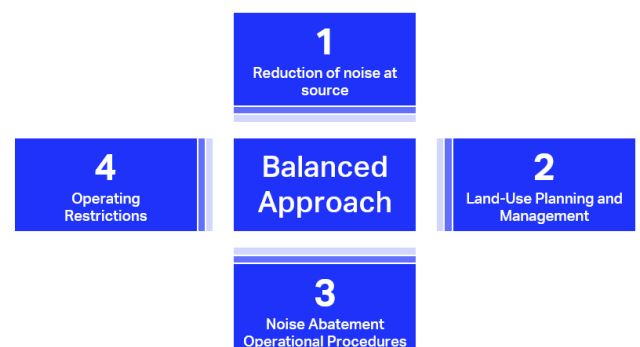 1
Reduction of noise at
source
4
Operating
Restrictions
Balanced
Approach
2
Land-Use Planning and
Management
3
Noise Abatement
Operational Procedures